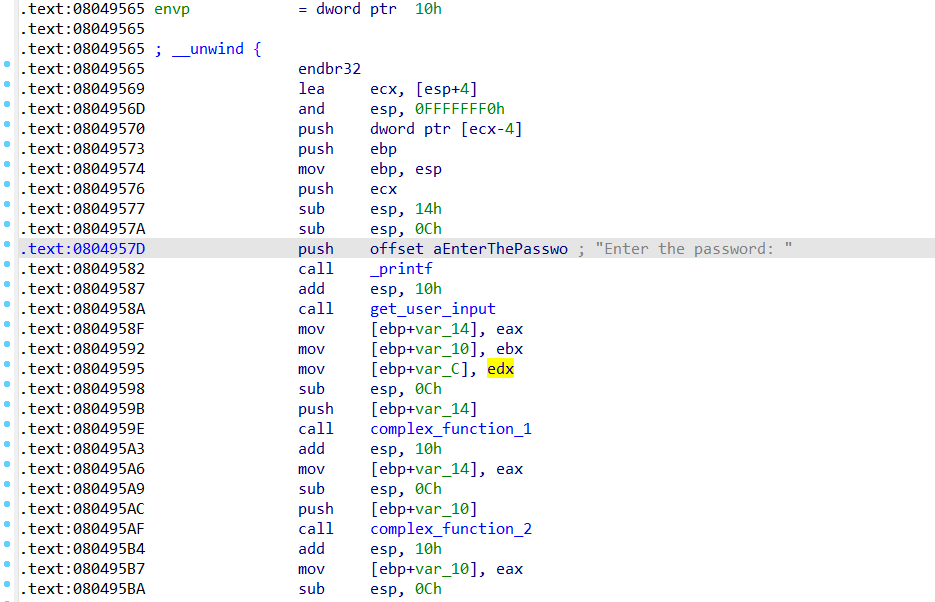 .text:08049565 envp = dword ptr 10h
.text:08049565
.text:08049565 ; __unwind {
.text:08049565 endbr32
.text:08049569 lea ecx, [esp+4]
.text:0804956D and esp, 0FFFFFFF0h
.text:08049570 push dword ptr [ecx-4]
.text:08049573 push ebp
.text:08049574 mov ebp, esp
.text:08049576 push ecx
.text:08049577 sub esp, 14h
.text:0804957A sub esp, 0Ch
.text:0804957D push offset aEnterThePasswo ; "Enter the password: "
.text:08049582 call _printf
.text:08049587 add esp, 10h
.text:0804958A call get_user_input
.text:0804958F mov [ebp+var_14], eax
.text:08049592 mov [ebp+var_10], ebx
.text:08049595 mov [ebp+var_C], edx
.text:08049598 sub esp, 0Ch
.text:0804959B push [ebp+var_14]
.text:0804959E call complex_function_1
.text:080495A3 add esp, 10h
.text:080495A6 mov [ebp+var_14], eax
.text:080495A9 sub esp, 0Ch
.text:080495AC push [ebp+var_10]
.text:080495AF call complex_function_2
.text:080495B4 add esp, 10h
.text:080495B7 mov [ebp+var_10], eax
.text:080495BA sub esp, 0Ch